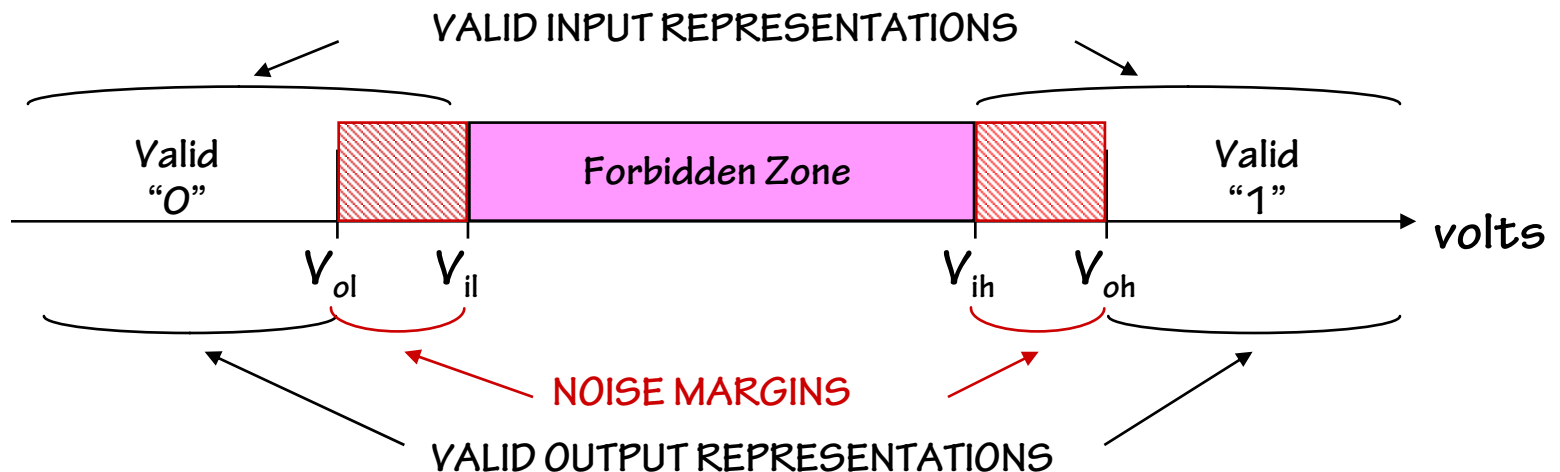 VALID INPUT REPRESENTATIONS
Valid
“0”
Forbidden Zone
Valid
“1”
volts
Vol
Vil
Vih
Voh
NOISE MARGINS
VALID OUTPUT REPRESENTATIONS